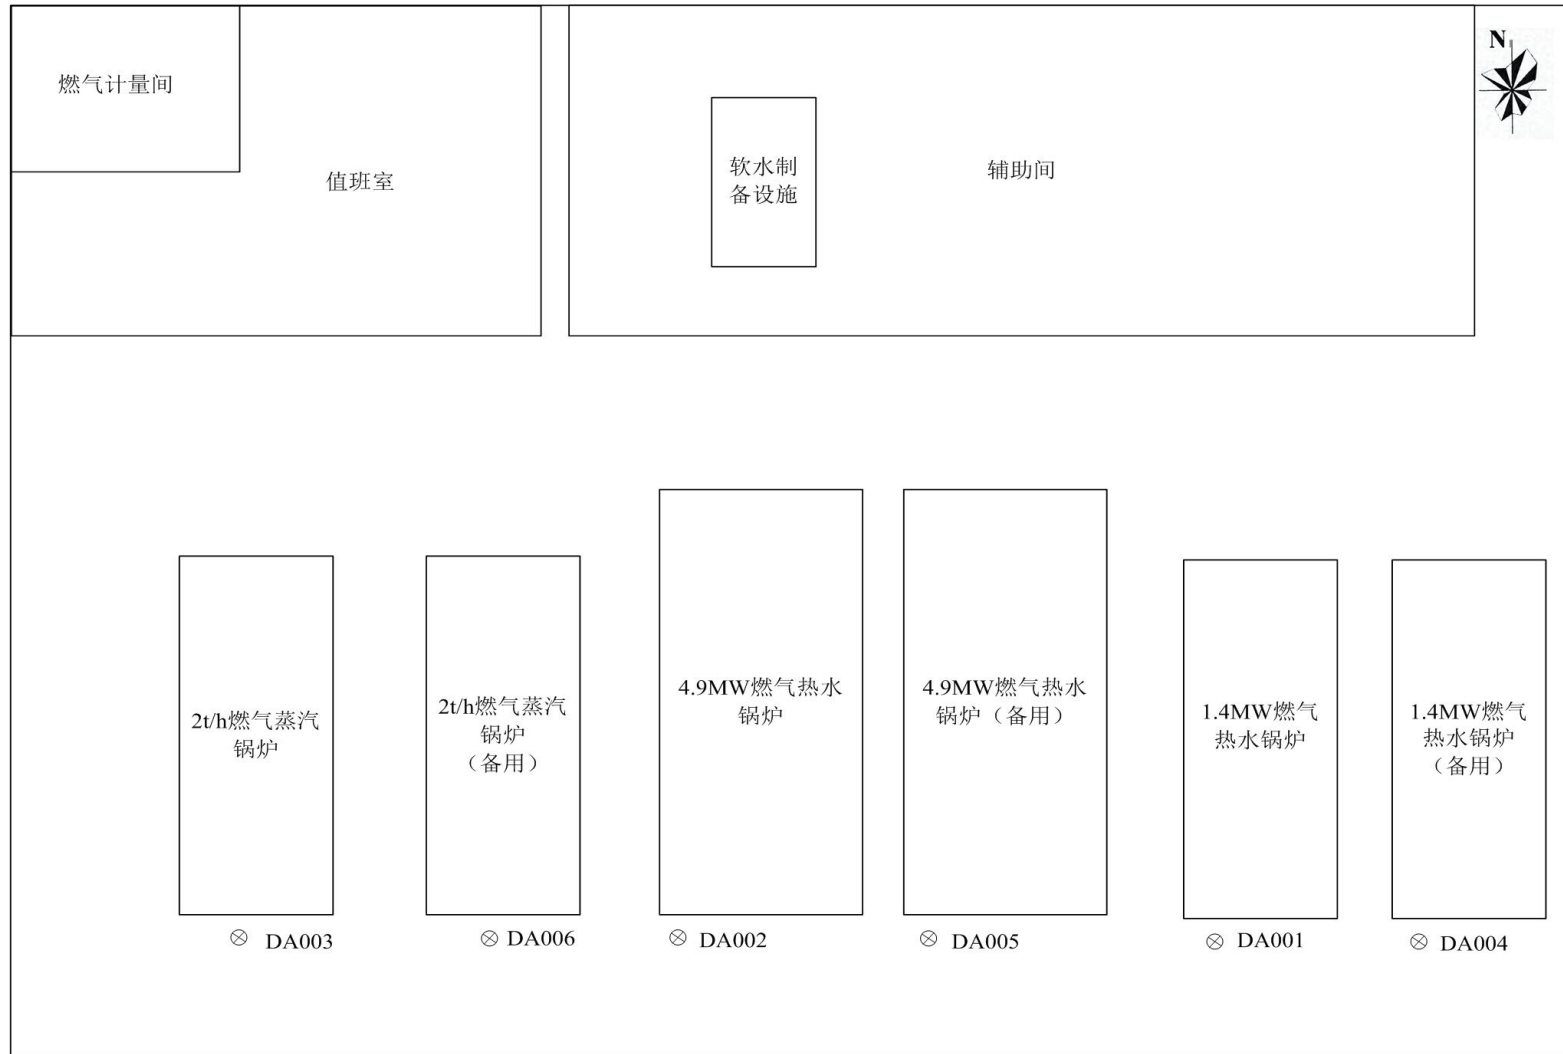 N
燃气计量间
值班室
软水制
备设施
辅助间
2t/h燃气蒸汽
锅炉
2t/h燃气蒸汽
锅炉
（备用）
4.9MW燃气热水
锅炉
4.9MW燃气热水
锅炉（备用）
1.4MW燃气
热水锅炉
1.4MW燃气
热水锅炉
（备用）
DA003
DA006
DA002
DA005
DA001
DA004